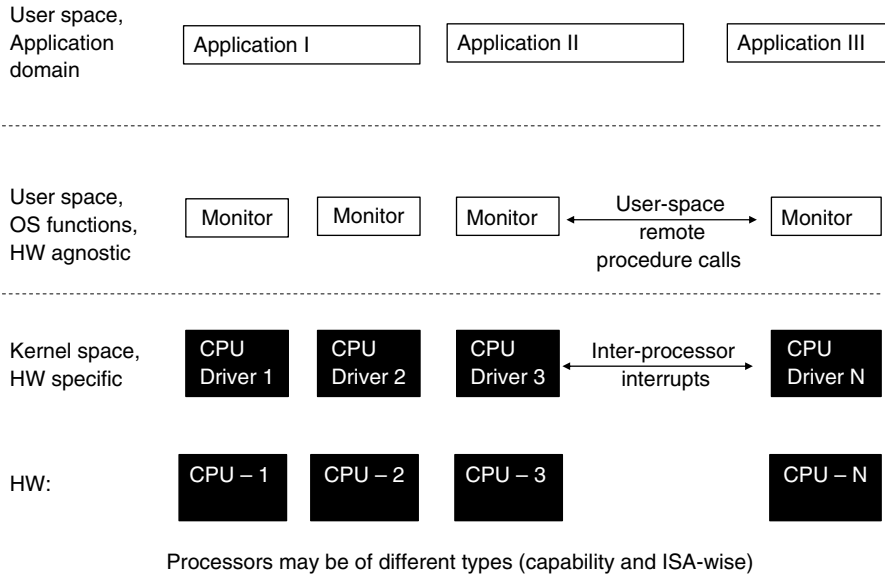 User space,
Application
domain
Application I
Application II
Application III
User space,
OS functions,
HW agnostic
Monitor
Monitor
Monitor
User-space
remote
procedure calls
Monitor
Kernel space,
HW specific
CPU
Driver 1
CPU
Driver 2
CPU
Driver 3
Inter-processor
interrupts
CPU
Driver N
HW:
CPU – 1
CPU – 2
CPU – 3
CPU – N
Processors may be of different types (capability and ISA-wise)